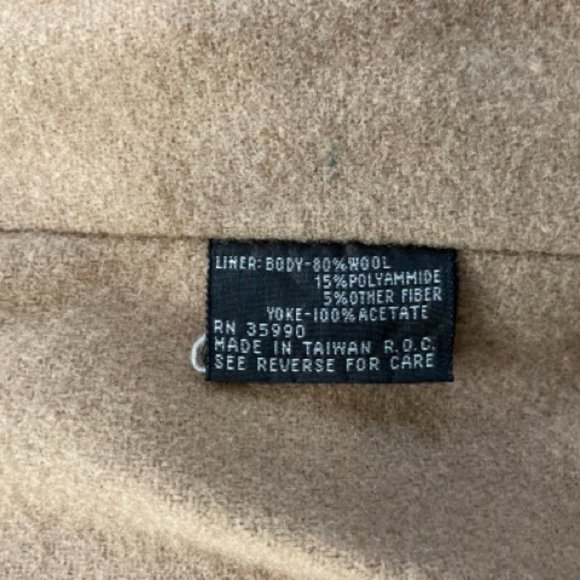 LINER: BODY-80%WOOL
15%POLYAMMIDE
5%OTHER FIBER
YOKE-100%ACETATE
RN 35990
MADE IN TAIWAN R.O.C.
SEE REVERSE FOR CARE